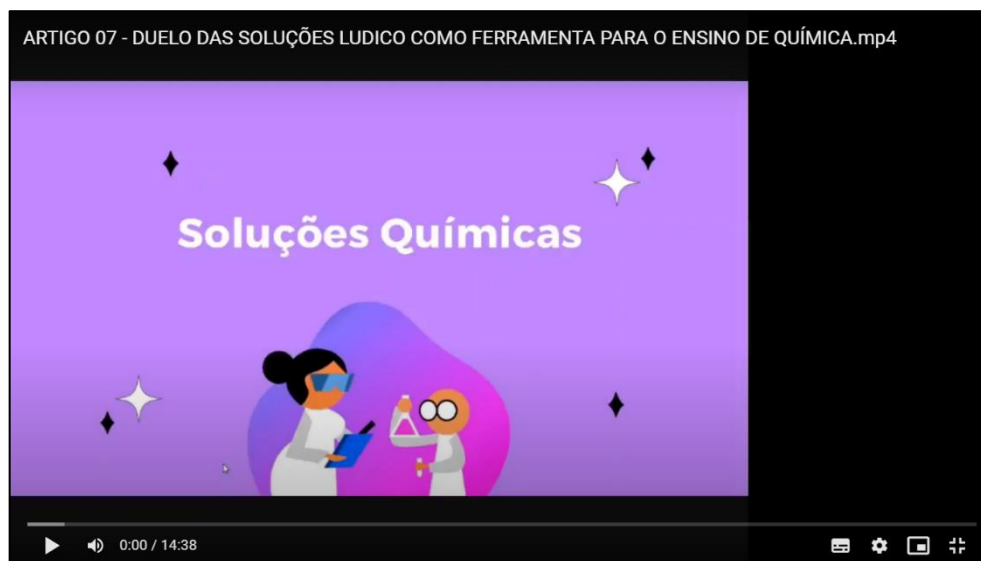 ARTIGO 07 - DUELO DAS SOLUÇÕES LUDICO COMO FERRAMENTA PARA O ENSINO DE QUÍMICA.mp4
Soluções Químicas
0:00 / 14:38